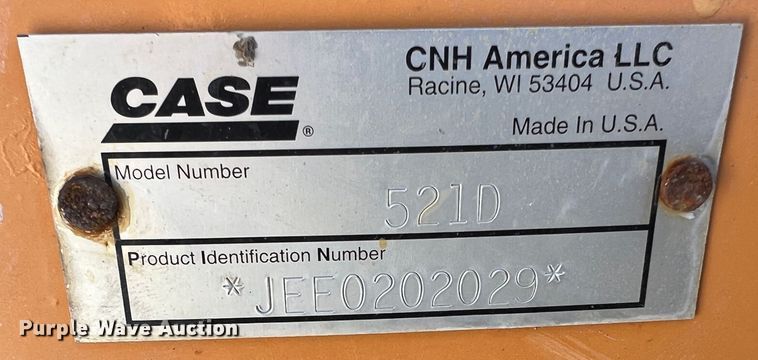 CASE®
CNH America LLC
Racine, WI 53404 U.S.A.
Made In U.S.A.
Model Number
521D
Product Identification Number
*JEE0202029*
Purple Wave Auction